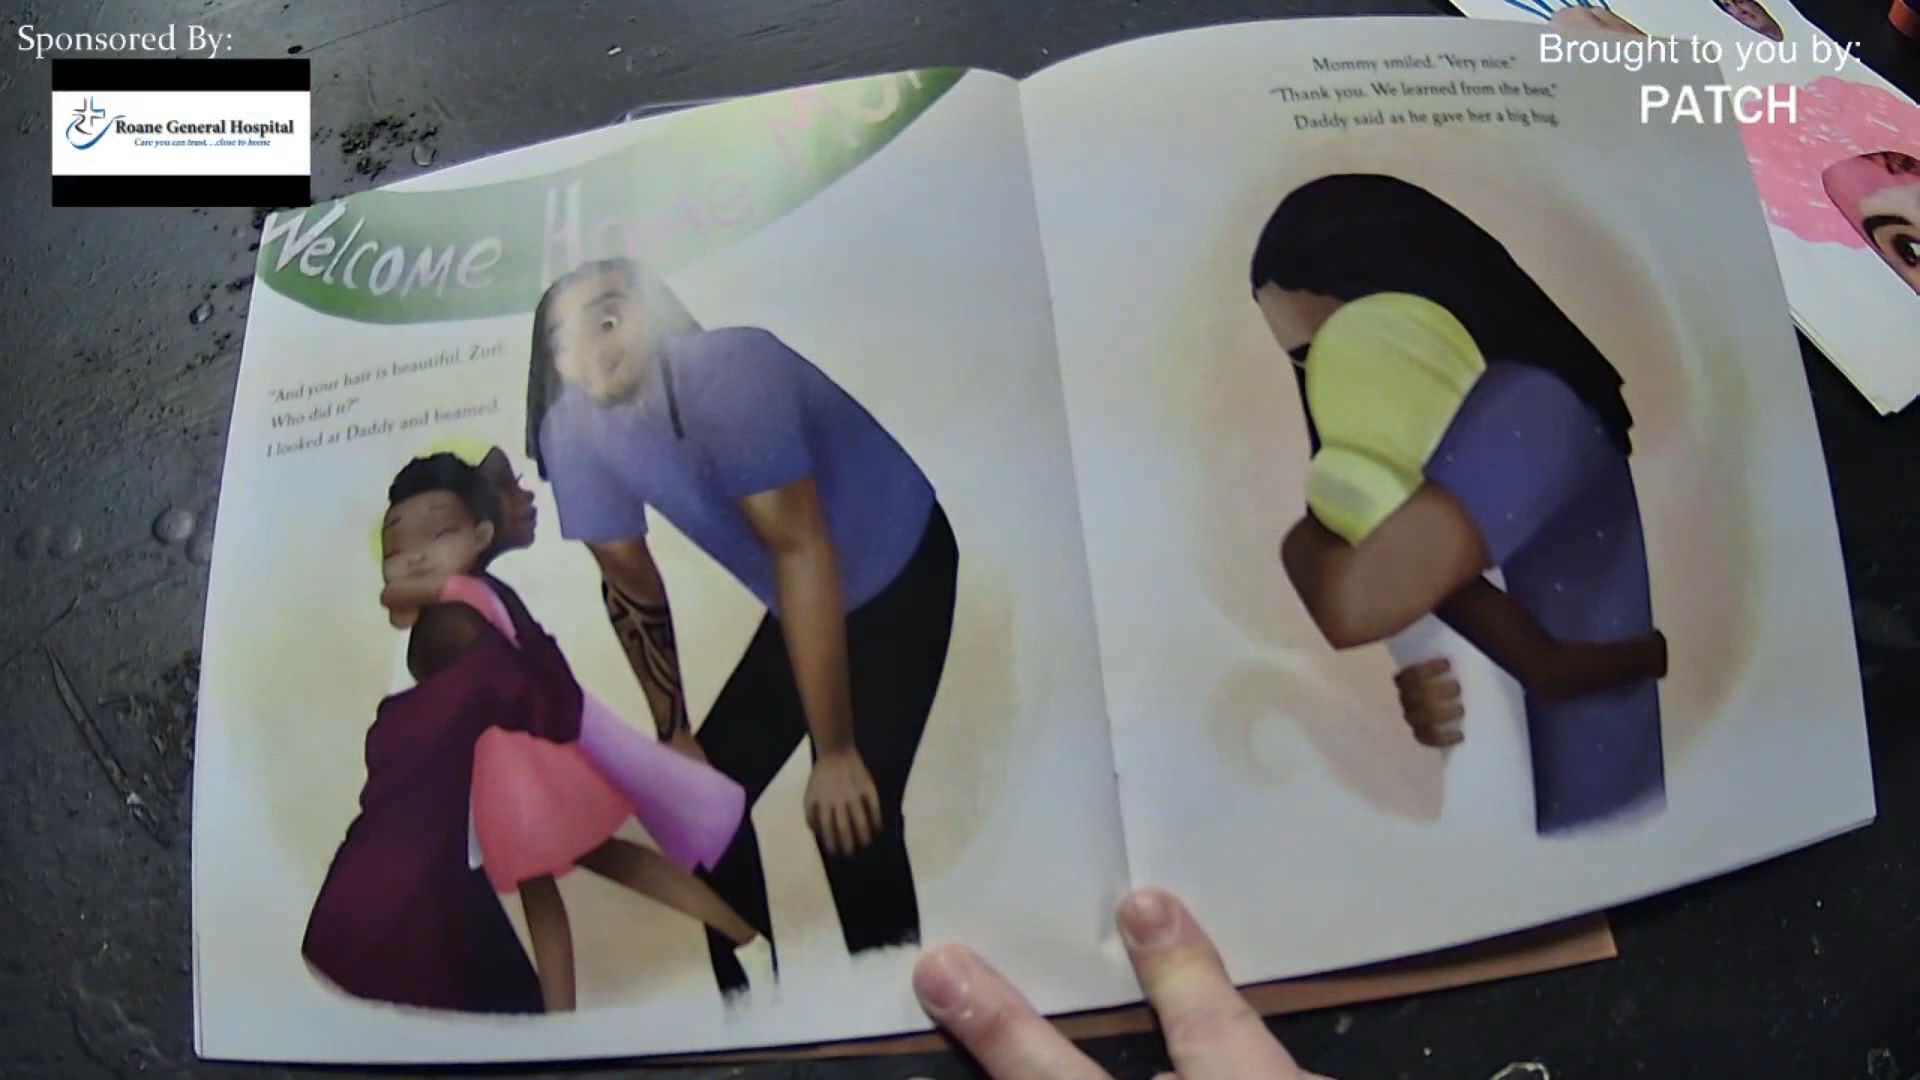 Sponsored By:
Roane General Hospital
Care you can trust. . .close to home
Brought to you by:
PATCH
Welcome Home Mom
"And your hair is beautiful, Zuri.
Who did it?"
I looked at Daddy and beamed.
Mommy smiled. "Very nice."
"Thank you. We learned from the best,"
Daddy said as he gave her a big hug.